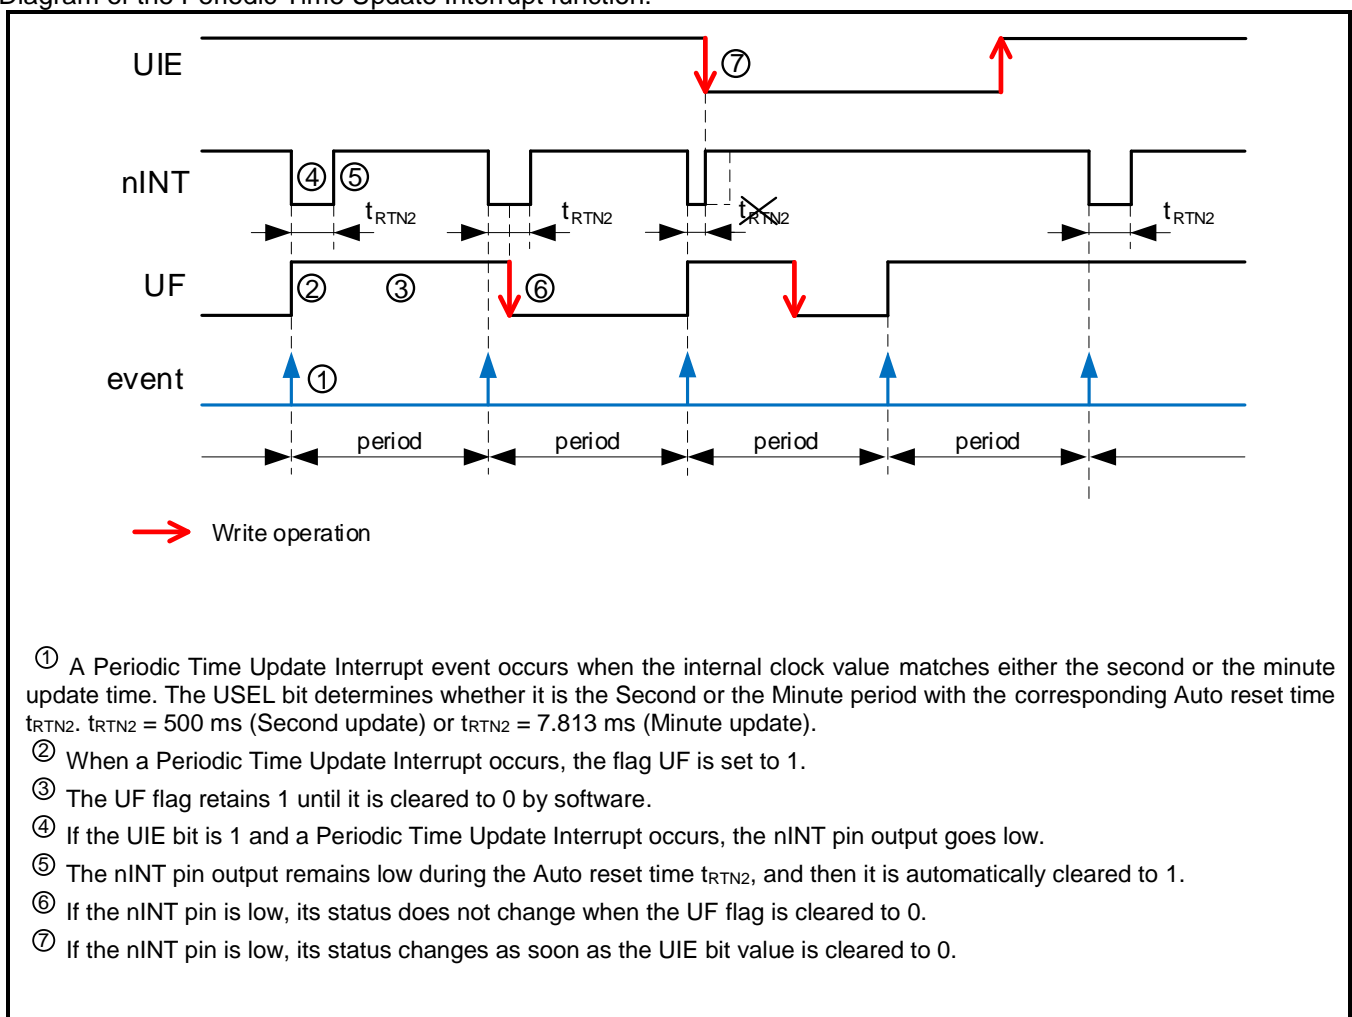 Diagram of the Periodic Time Update Interrupt function:
UIE
⑦
nINT
④ ⑤
tRTN2 tRTN2 tRTN2 tRTN2
UF
② ③ ⑥
event
①
period period period period
Write operation
① A Periodic Time Update Interrupt event occurs when the internal clock value matches either the second or the minute
update time. The USEL bit determines whether it is the Second or the Minute period with the corresponding Auto reset time
tRTN2. tRTN2 = 500 ms (Second update) or tRTN2 = 7.813 ms (Minute update).
② When a Periodic Time Update Interrupt occurs, the flag UF is set to 1.
③ The UF flag retains 1 until it is cleared to 0 by software.
④ If the UIE bit is 1 and a Periodic Time Update Interrupt occurs, the nINT pin output goes low.
⑤ The nINT pin output remains low during the Auto reset time tRTN2, and then it is automatically cleared to 1.
⑥ If the nINT pin is low, its status does not change when the UF flag is cleared to 0.
⑦ If the nINT pin is low, its status changes as soon as the UIE bit value is cleared to 0.